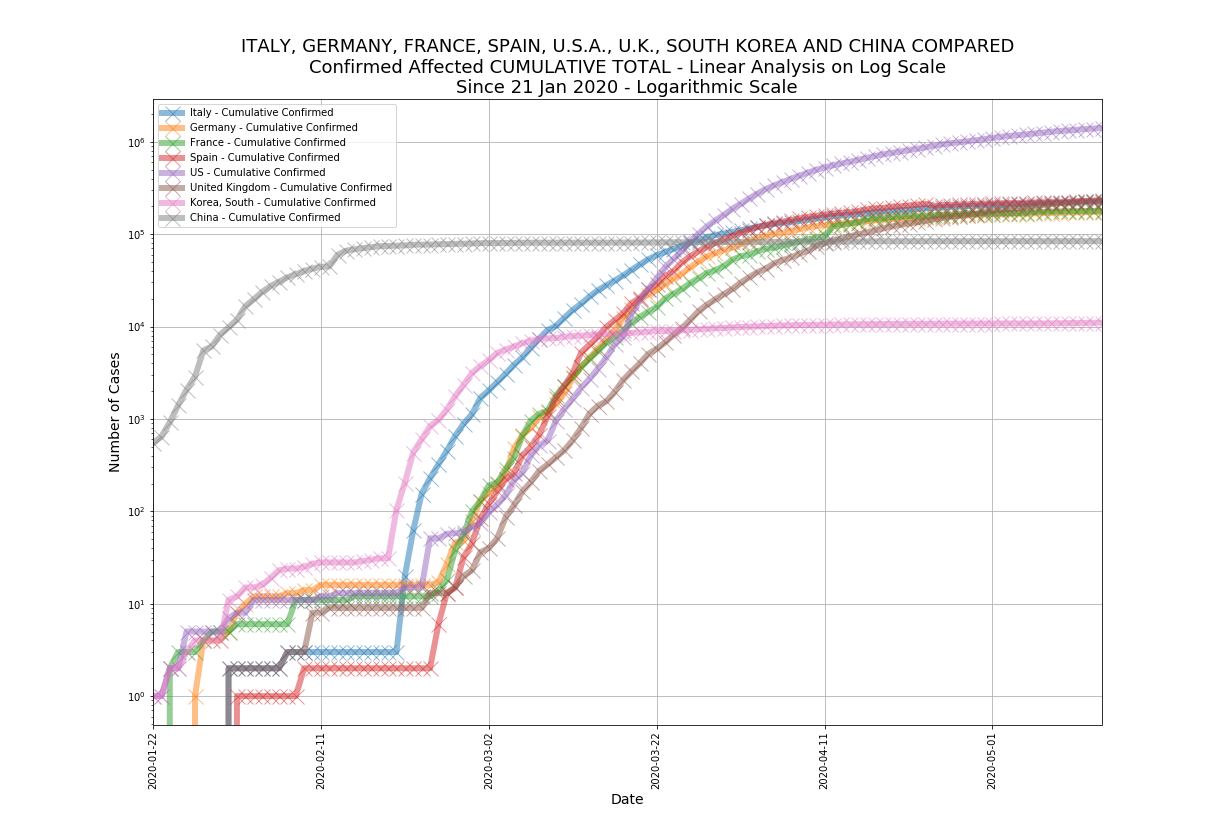 ITALY, GERMANY, FRANCE, SPAIN, U.S.A., U.K., SOUTH KOREA AND CHINA COMPARED
Confirmed Affected CUMULATIVE TOTAL - Linear Analysis on Log Scale
Since 21 Jan 2020 - Logarithmic Scale
Italy - Cumulative Confirmed
Germany - Cumulative Confirmed
France - Cumulative Confirmed
Spain - Cumulative Confirmed
US - Cumulative Confirmed
United Kingdom - Cumulative Confirmed
Korea, South - Cumulative Confirmed
China - Cumulative Confirmed
Number of Cases
10⁶
10⁵
10⁴
10³
10²
10¹
10⁰
2020-01-22
2020-02-11
2020-03-02
2020-03-22
2020-04-11
2020-05-01
Date